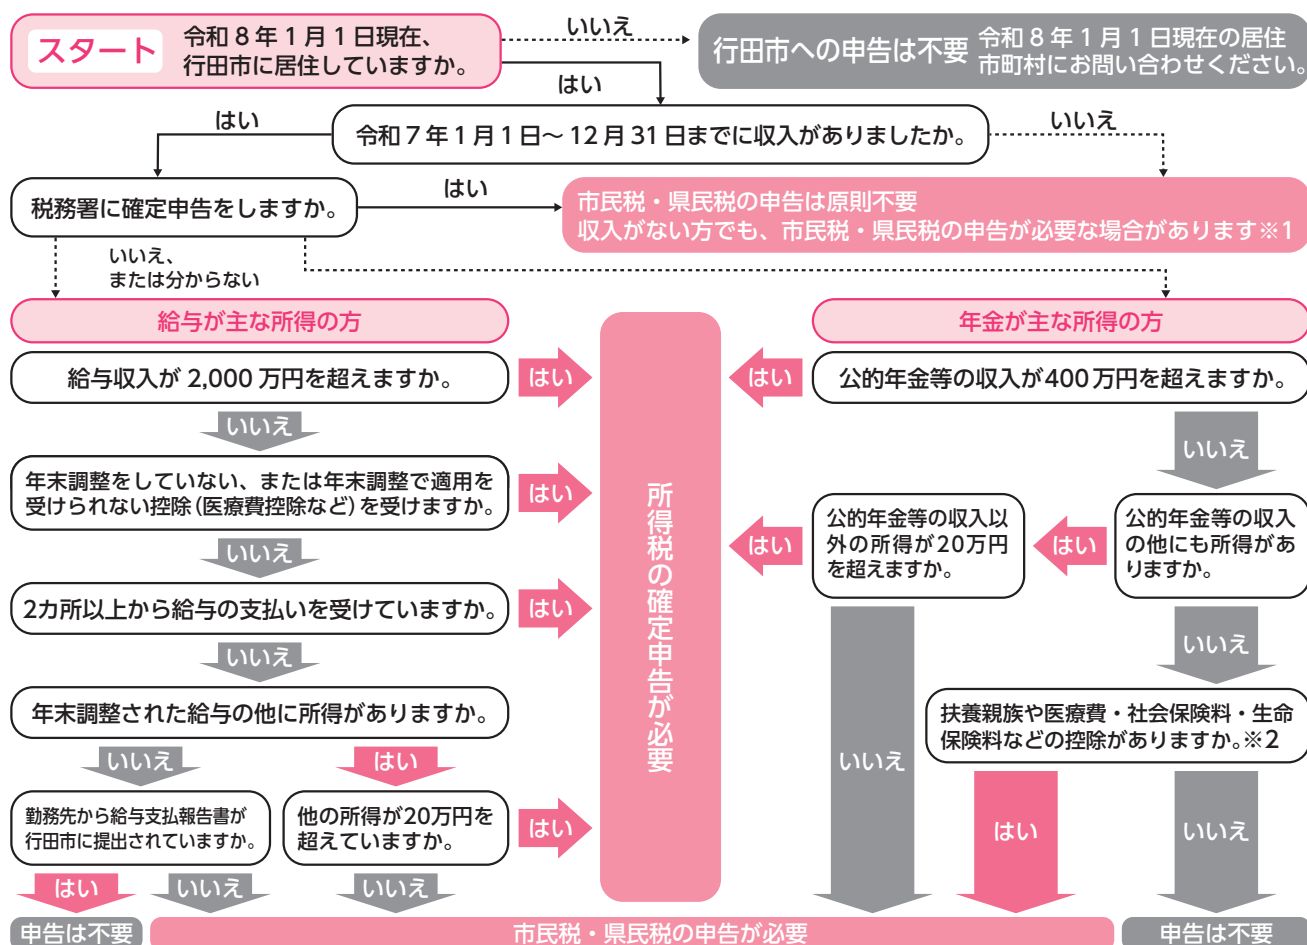 スタート
令和8年1月1日現在、
行田市に居住していますか。
いいえ
行田市への申告は不要
令和8年1月1日現在の居住
市町村にお問い合わせください。
はい
はい
令和7年1月1日～12月31日までに収入がありましたか。
いいえ
税務署に確定申告をしますか。
はい
市民税・県民税の申告は原則不要
収入がない方でも、市民税・県民税の申告が必要な場合があります※1
いいえ、
または分からない
給与が主な所得の方
年金が主な所得の方
給与収入が2,000万円を超えますか。
はい
所得税の確定申告が必要
はい
公的年金等の収入が400万円を超えますか。
いいえ
いいえ
年末調整をしていない、または年末調整で適用を
受けられない控除(医療費控除など)を受けますか。
はい
はい
公的年金等の収入以
外の所得が20万円
を超えますか。
はい
公的年金等の収入
の他にも所得があ
りますか。
いいえ
2カ所以上から給与の支払いを受けていますか。
はい
いいえ
いいえ
年末調整された給与の他に所得がありますか。
扶養親族や医療費・社会保険料・生命
保険料などの控除がありますか。※2
いいえ
はい
いいえ
勤務先から給与支払報告書が
行田市に提出されていますか。
他の所得が20万円を
超えていますか。
はい
はい
いいえ
はい
いいえ
いいえ
申告は不要
市民税・県民税の申告が必要
申告は不要